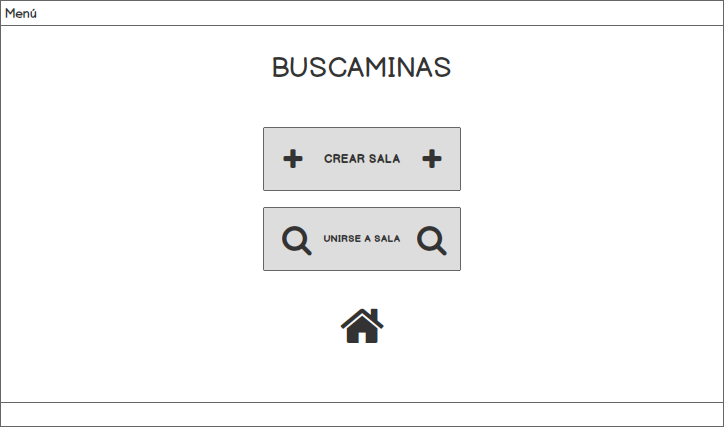 Menú
BUSCAMINAS
CREAR SALA
UNIRSE A SALA